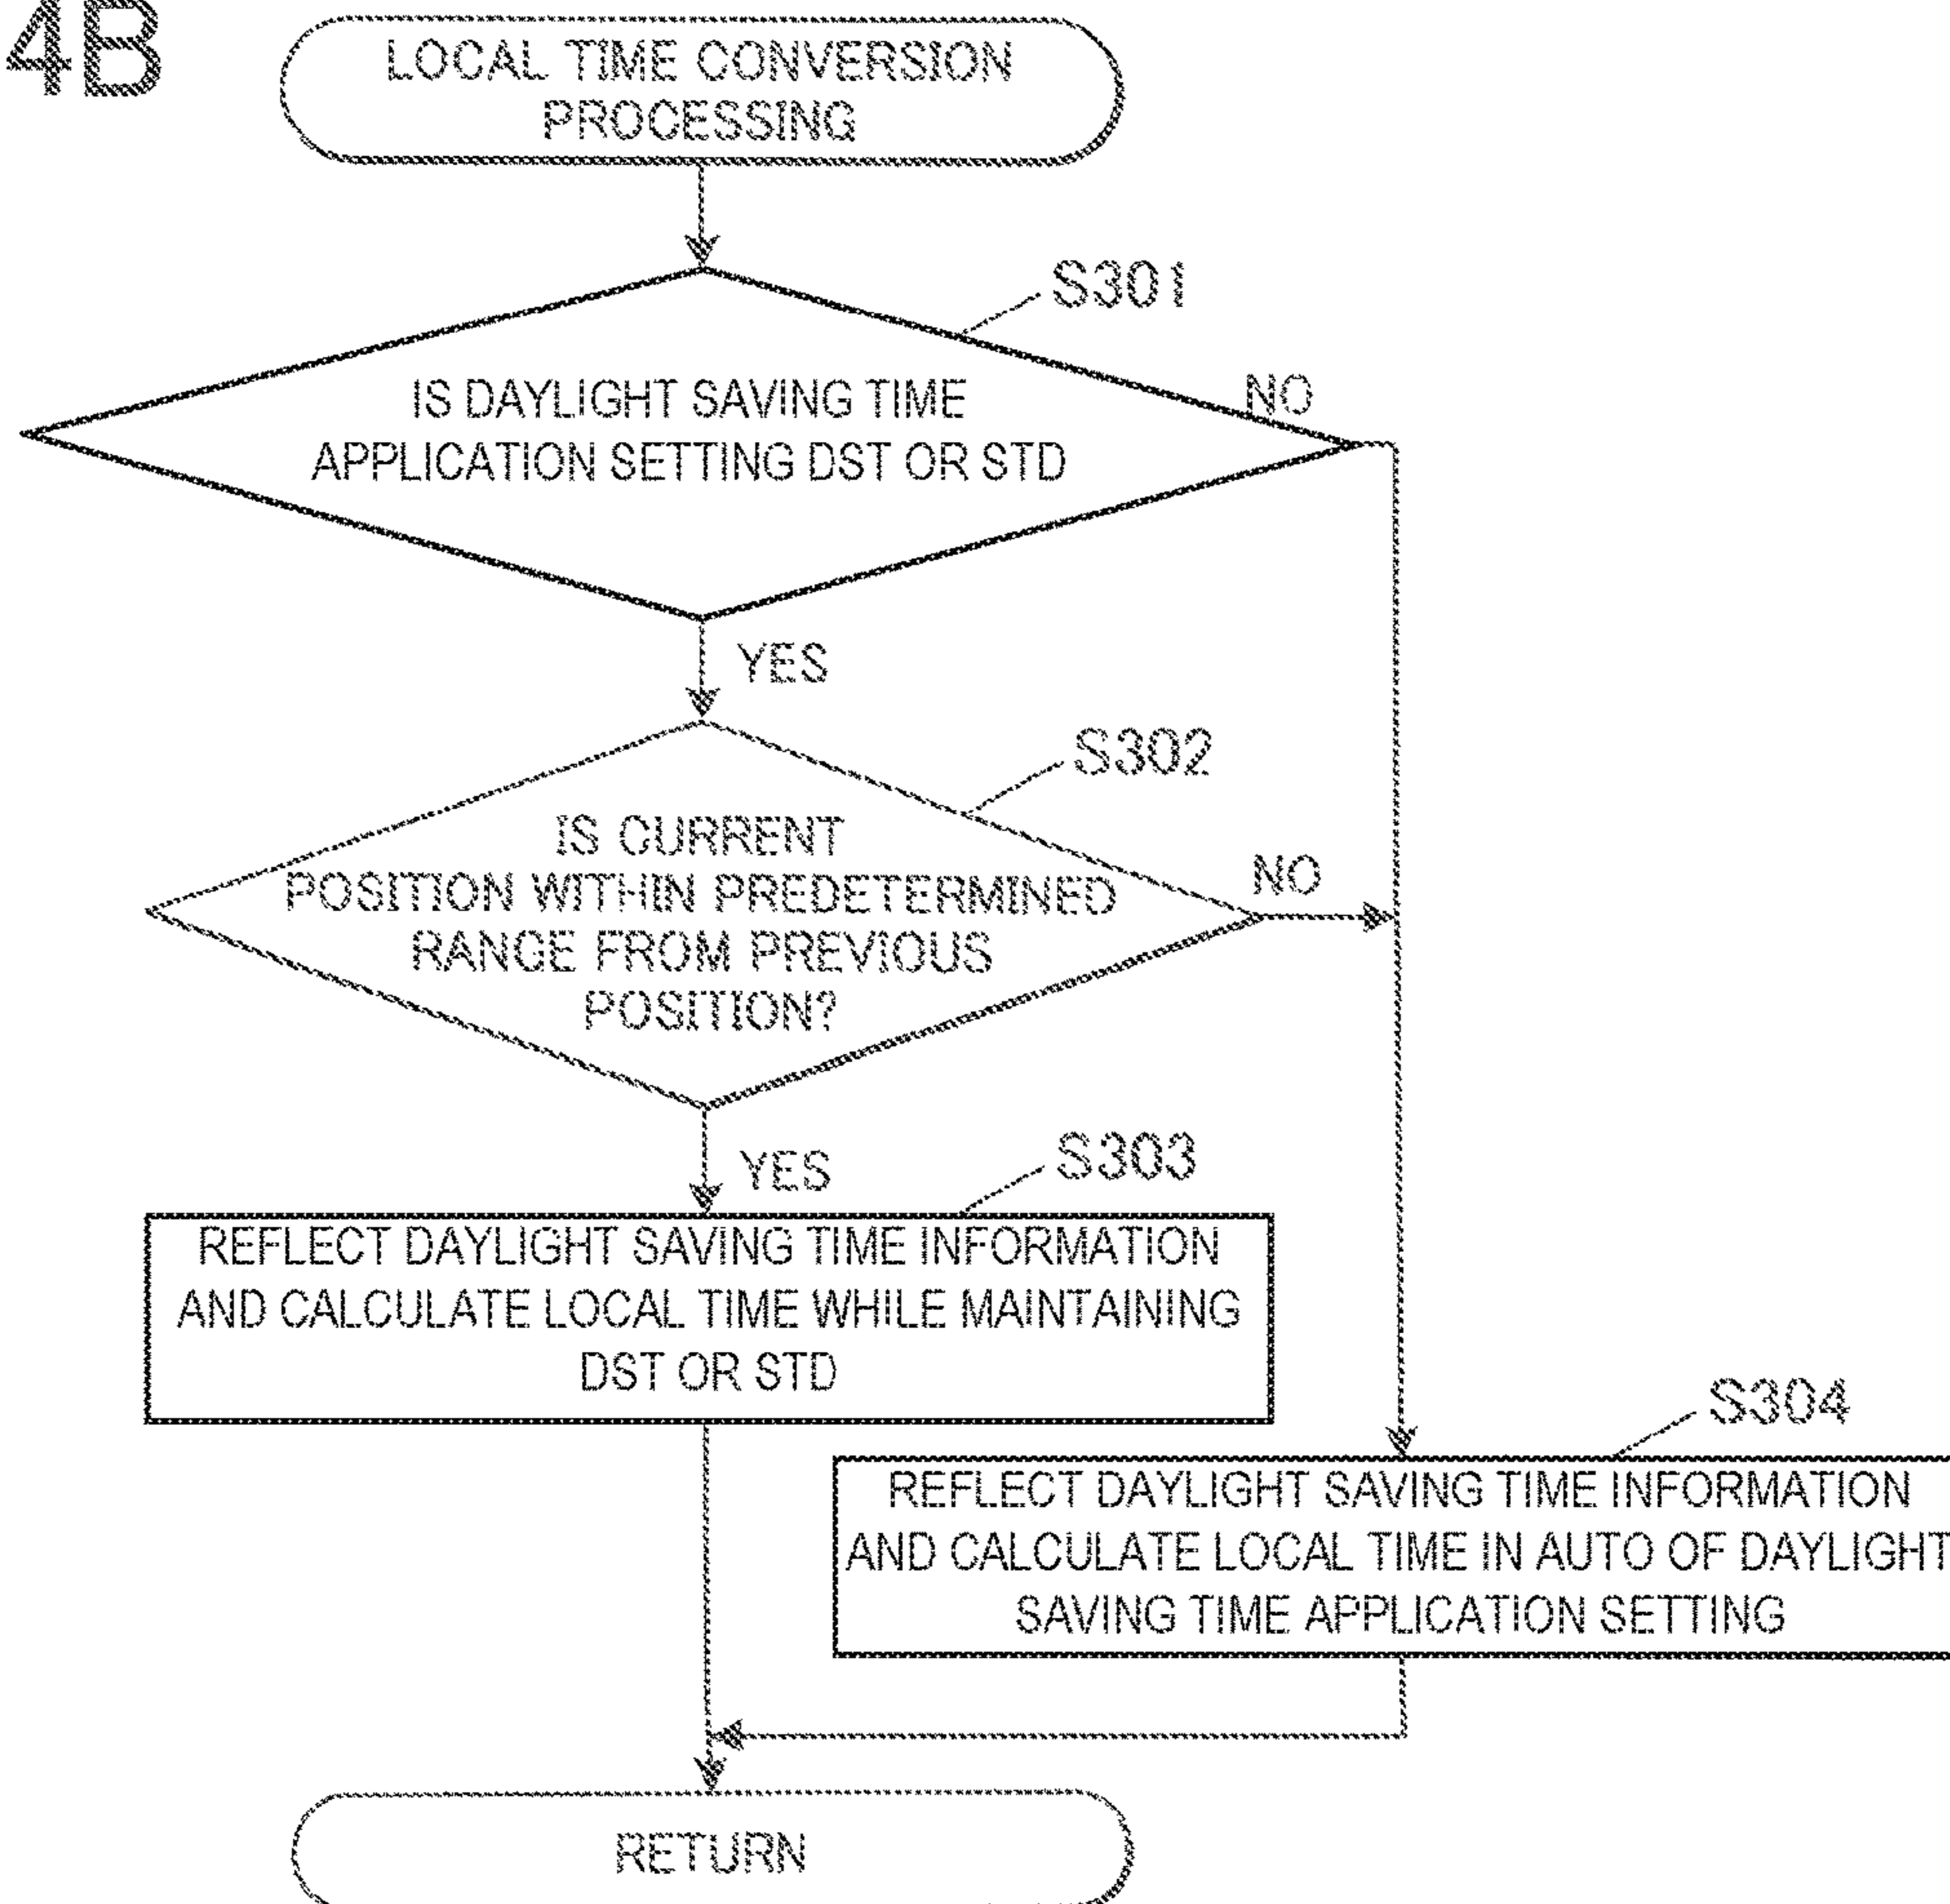 4B
LOCAL TIME CONVERSION
PROCESSING
S301
IS DAYLIGHT SAVING TIME
APPLICATION SETTING DST OR STD
NO
YES
S302
IS CURRENT
POSITION WITHIN PREDETERMINED
RANGE FROM PREVIOUS
POSITION?
NO
YES
S303
REFLECT DAYLIGHT SAVING TIME INFORMATION
AND CALCULATE LOCAL TIME WHILE MAINTAINING
DST OR STD
S304
REFLECT DAYLIGHT SAVING TIME INFORMATION
AND CALCULATE LOCAL TIME IN AUTO OF DAYLIGHT
SAVING TIME APPLICATION SETTING
RETURN